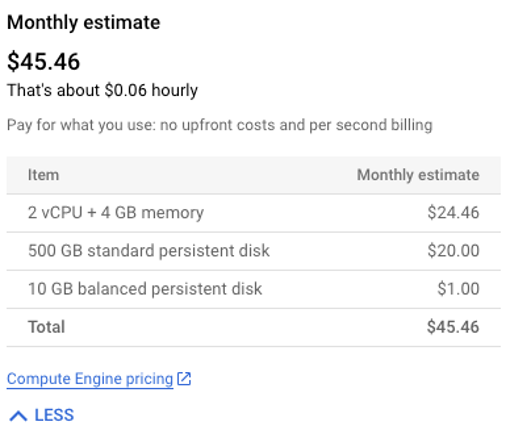 Monthly estimate
$45.46
That's about $0.06 hourly
Pay for what you use: no upfront costs and per second billing
Item Monthly estimate
2 vCPU + 4 GB memory $24.46
500 GB standard persistent disk $20.00
10 GB balanced persistent disk $1.00
Total $45.46
Compute Engine pricing
LESS